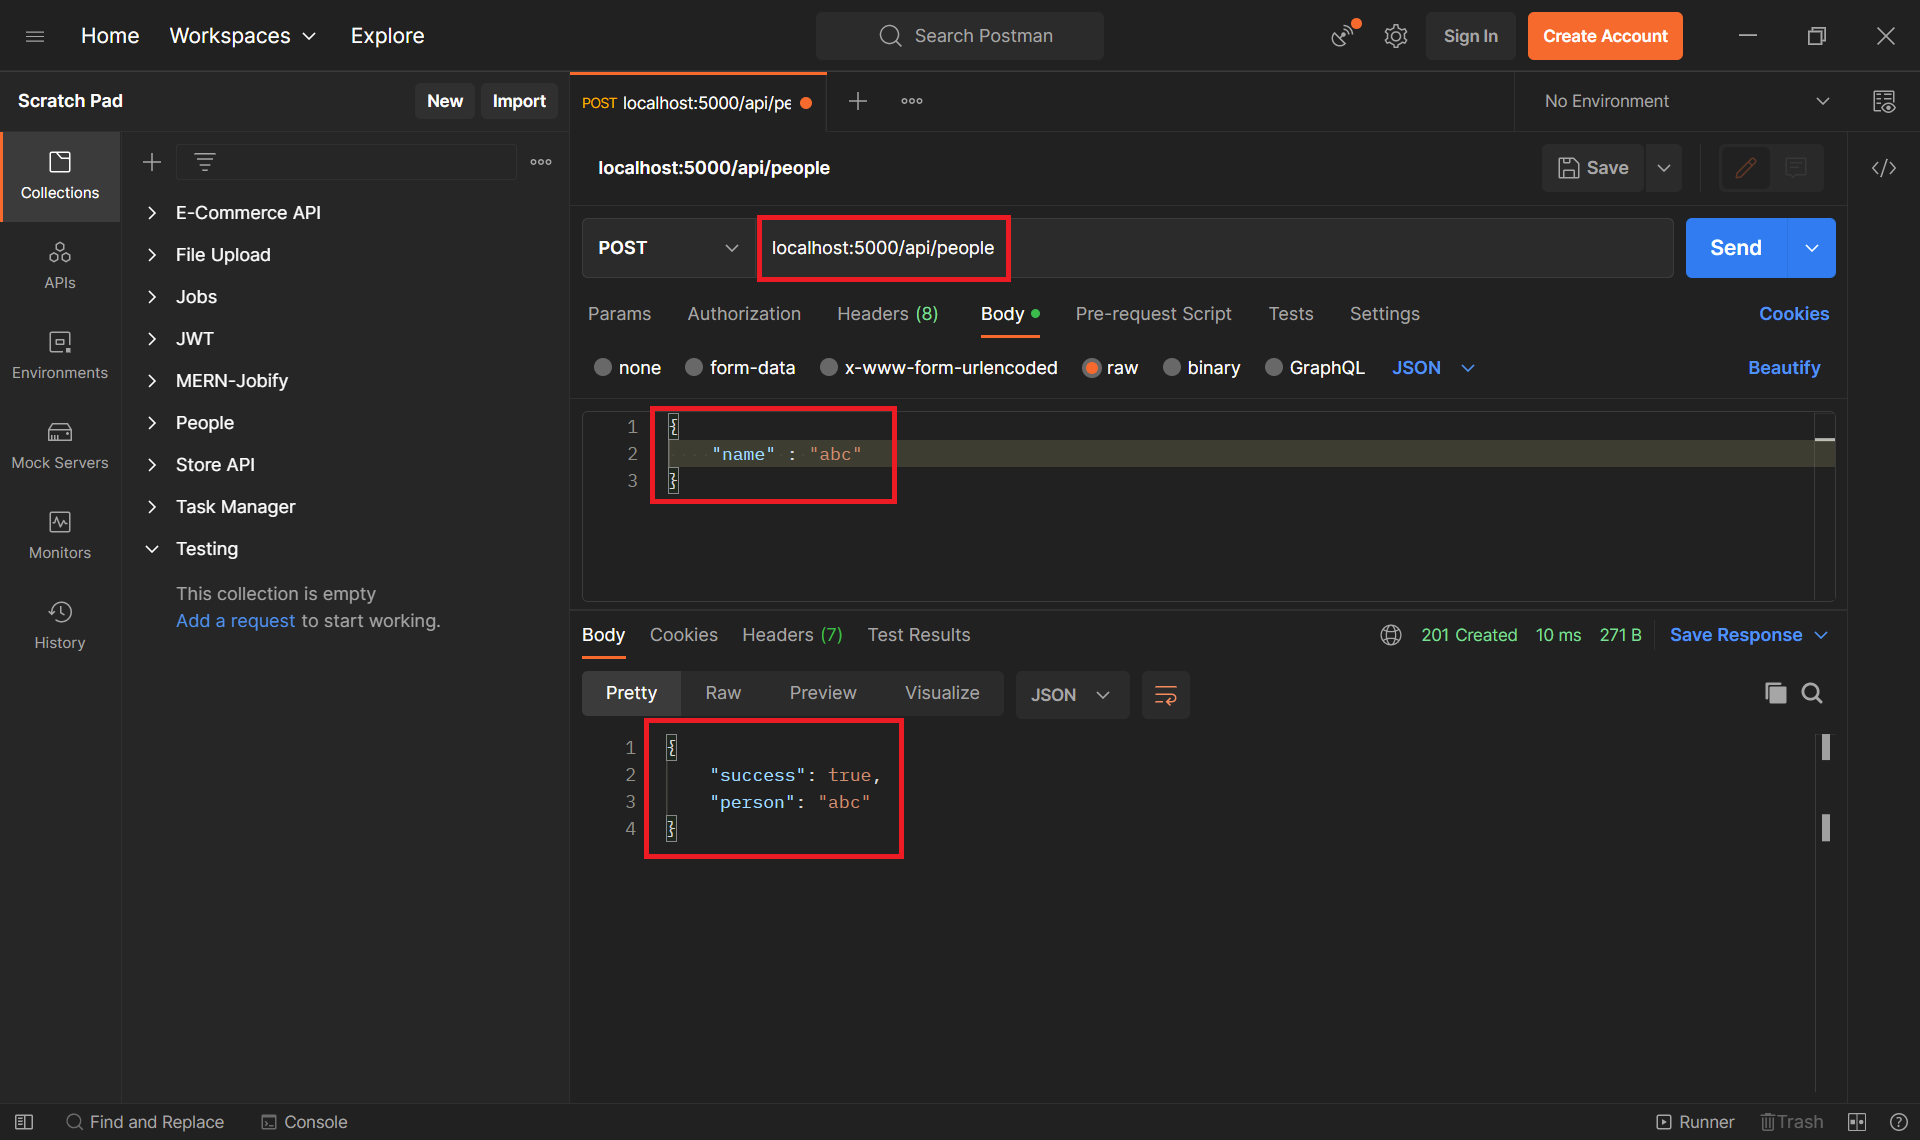 Home Workspaces Explore
Search Postman
Sign In Create Account
Scratch Pad New Import
POST localhost:5000/api/pe
No Environment
Collections
APIs
Environments
Mock Servers
Monitors
History
E-Commerce API
File Upload
Jobs
JWT
MERN-Jobify
People
Store API
Task Manager
Testing
This collection is empty
Add a request to start working.
localhost:5000/api/people
Save
POST localhost:5000/api/people Send
Params Authorization Headers (8) Body Pre-request Script Tests Settings Cookies
none form-data x-www-form-urlencoded raw binary GraphQL JSON Beautify
1 {
2 "name" : "abc"
3 }
Body Cookies Headers (7) Test Results 201 Created 10 ms 271 B Save Response
Pretty Raw Preview Visualize JSON
1 {
2 "success": true,
3 "person": "abc"
4 }
Find and Replace Console Runner Trash